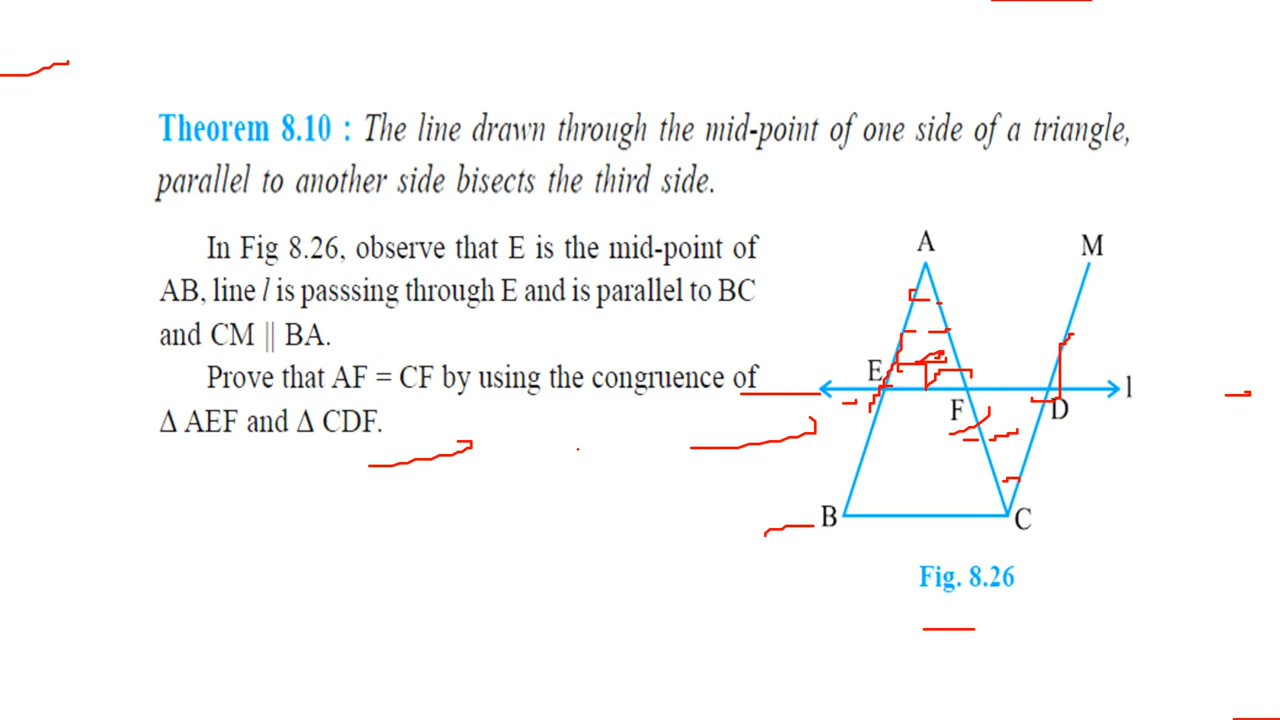 Theorem 8.10 : The line drawn through the mid-point of one side of a triangle,
parallel to another side bisects the third side.
In Fig 8.26, observe that E is the mid-point of
AB, line l is passsing through E and is parallel to BC
and CM || BA.
Prove that AF = CF by using the congruence of
Δ AEF and Δ CDF.
A
M
E
l
F
D
B
C
Fig. 8.26